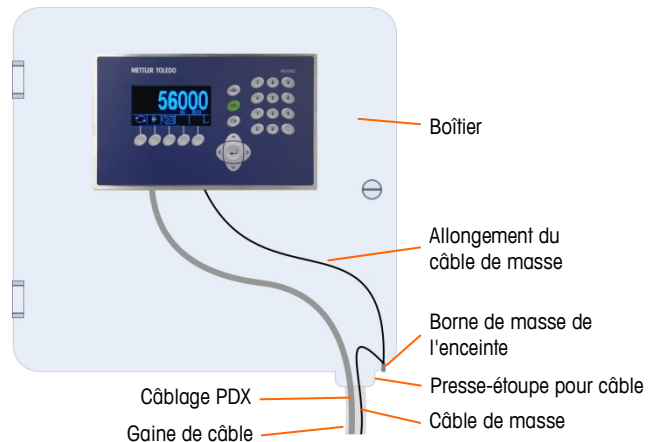 METTLER TOLEDO
56000
Boîtier
Allongement du
câble de masse
Borne de masse de
l'enceinte
Presse-étoupe pour câble
Câblage PDX
Câble de masse
Gaine de câble